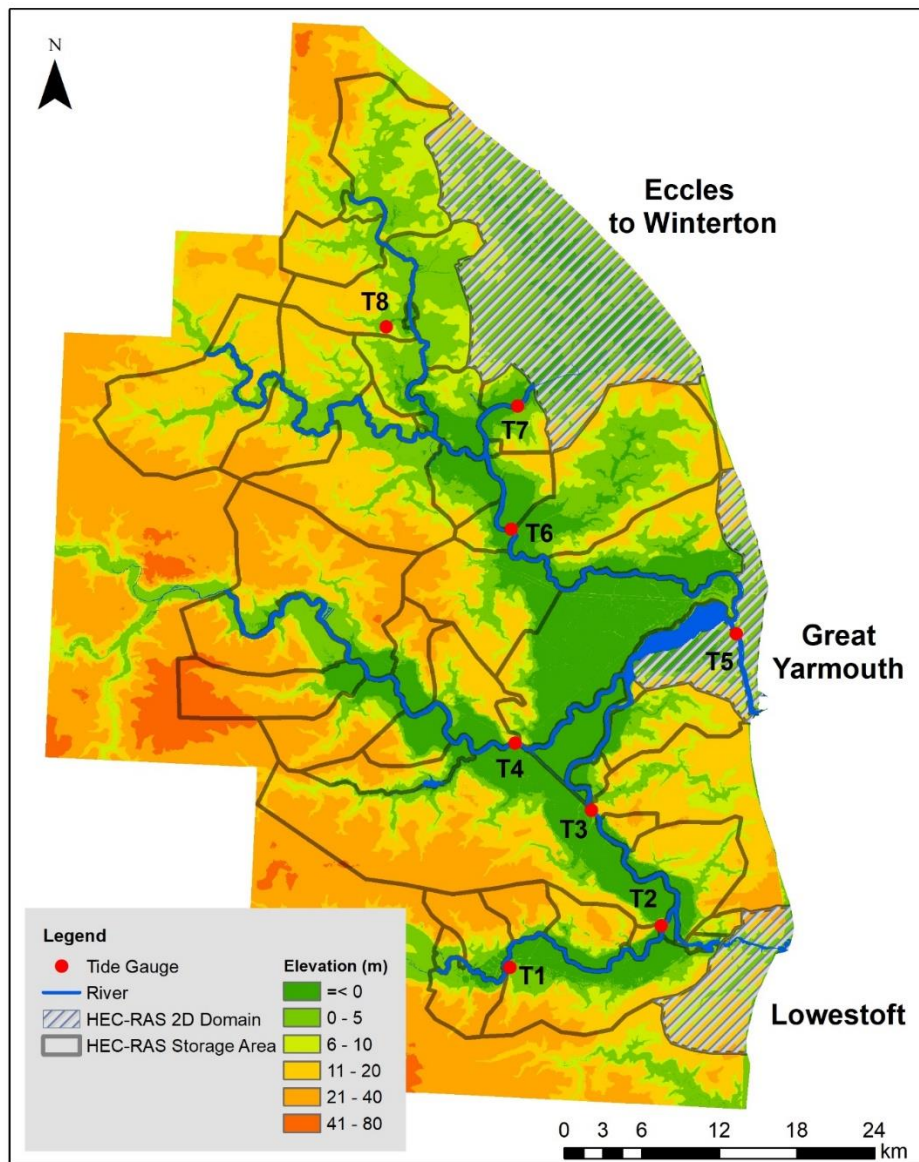 N
Eccles
to Winterton
T8
T7
T6
Great
Yarmouth
T5
T4
T3
T2
T1
Lowestoft
Legend
Tide Gauge
River
HEC-RAS 2D Domain
HEC-RAS Storage Area
Elevation (m)
=< 0
0 - 5
6 - 10
11 - 20
21 - 40
41 - 80
0 3 6 12 18 24
km